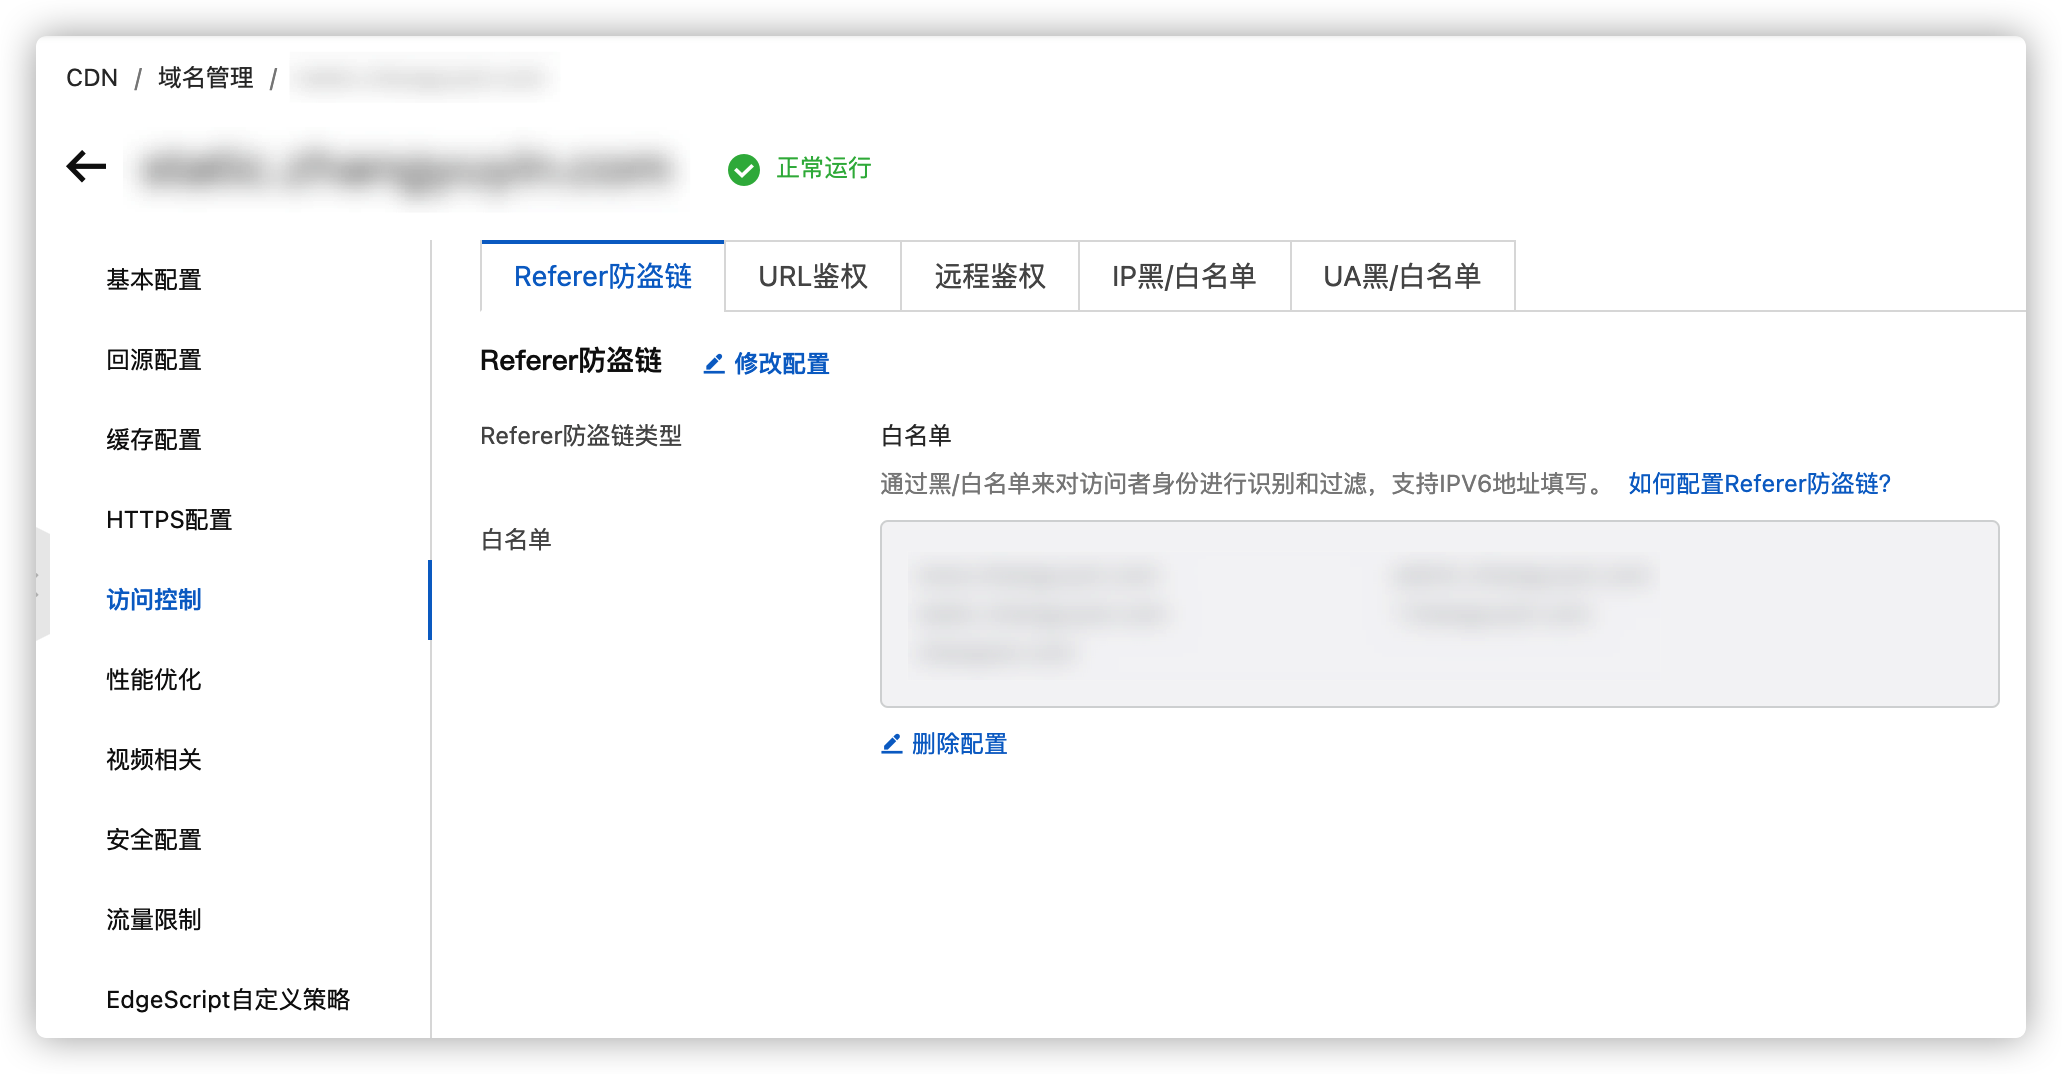 CDN / 域名管理 /
正常运行
基本配置
回源配置
缓存配置
HTTPS配置
访问控制
性能优化
视频相关
安全配置
流量限制
EdgeScript自定义策略
Referer防盗链 URL鉴权 远程鉴权 IP黑/白名单 UA黑/白名单
Referer防盗链 修改配置
Referer防盗链类型 白名单
通过黑/白名单来对访问者身份进行识别和过滤，支持IPV6地址填写。 如何配置Referer防盗链?
白名单
删除配置